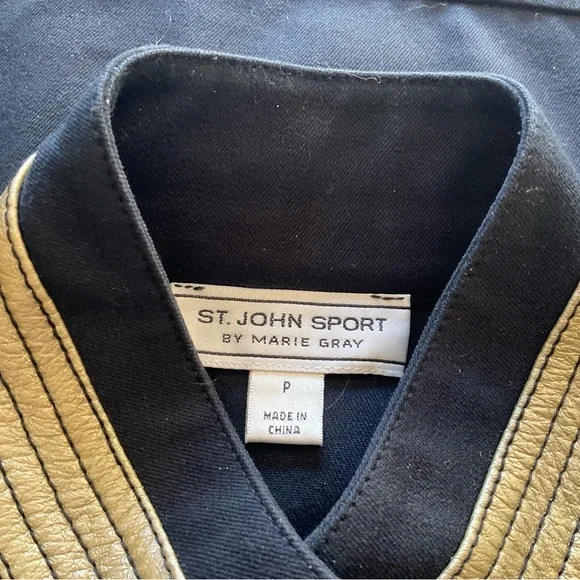 ST. JOHN SPORT
BY MARIE GRAY
P
MADE IN
CHINA